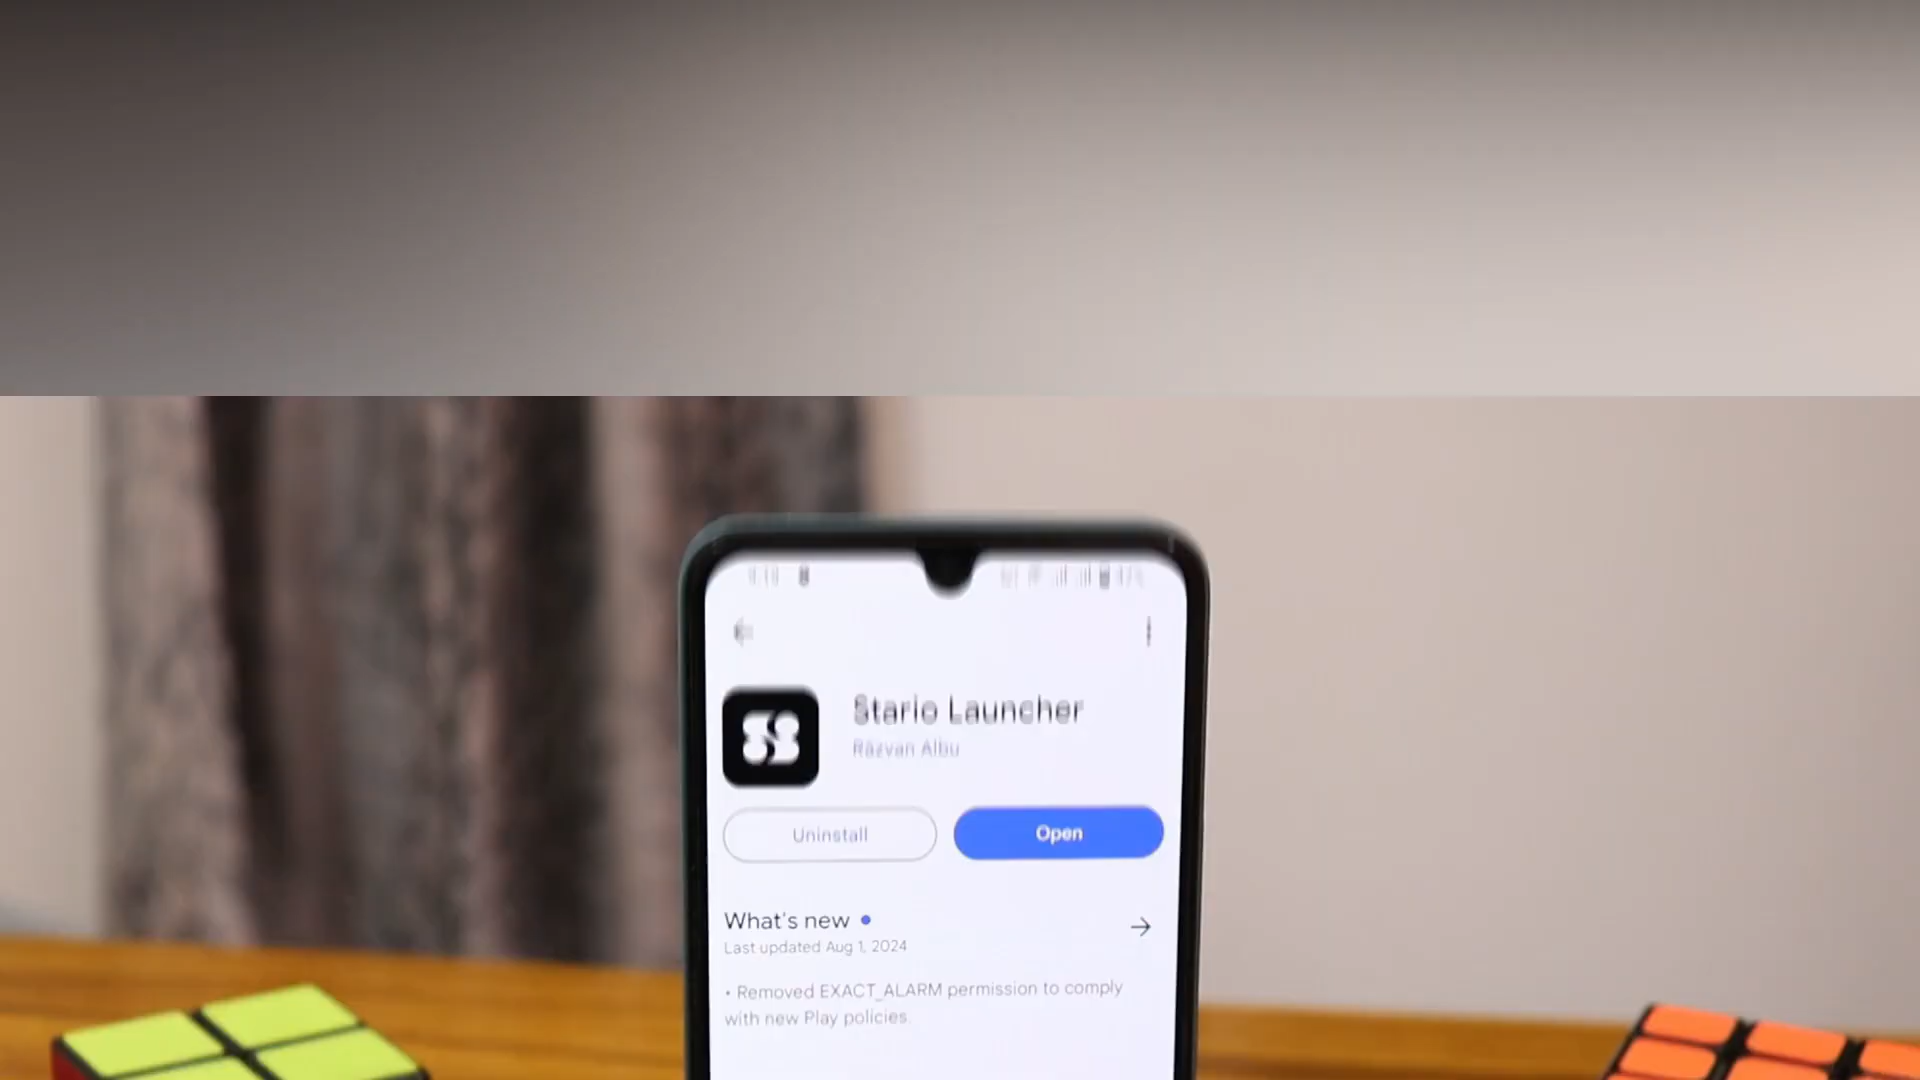 Stario Launcher
Răzvan Albu
Uninstall
Open
What's new
Last updated Aug 1, 2024
• Removed EXACT_ALARM permission to comply
with new Play policies